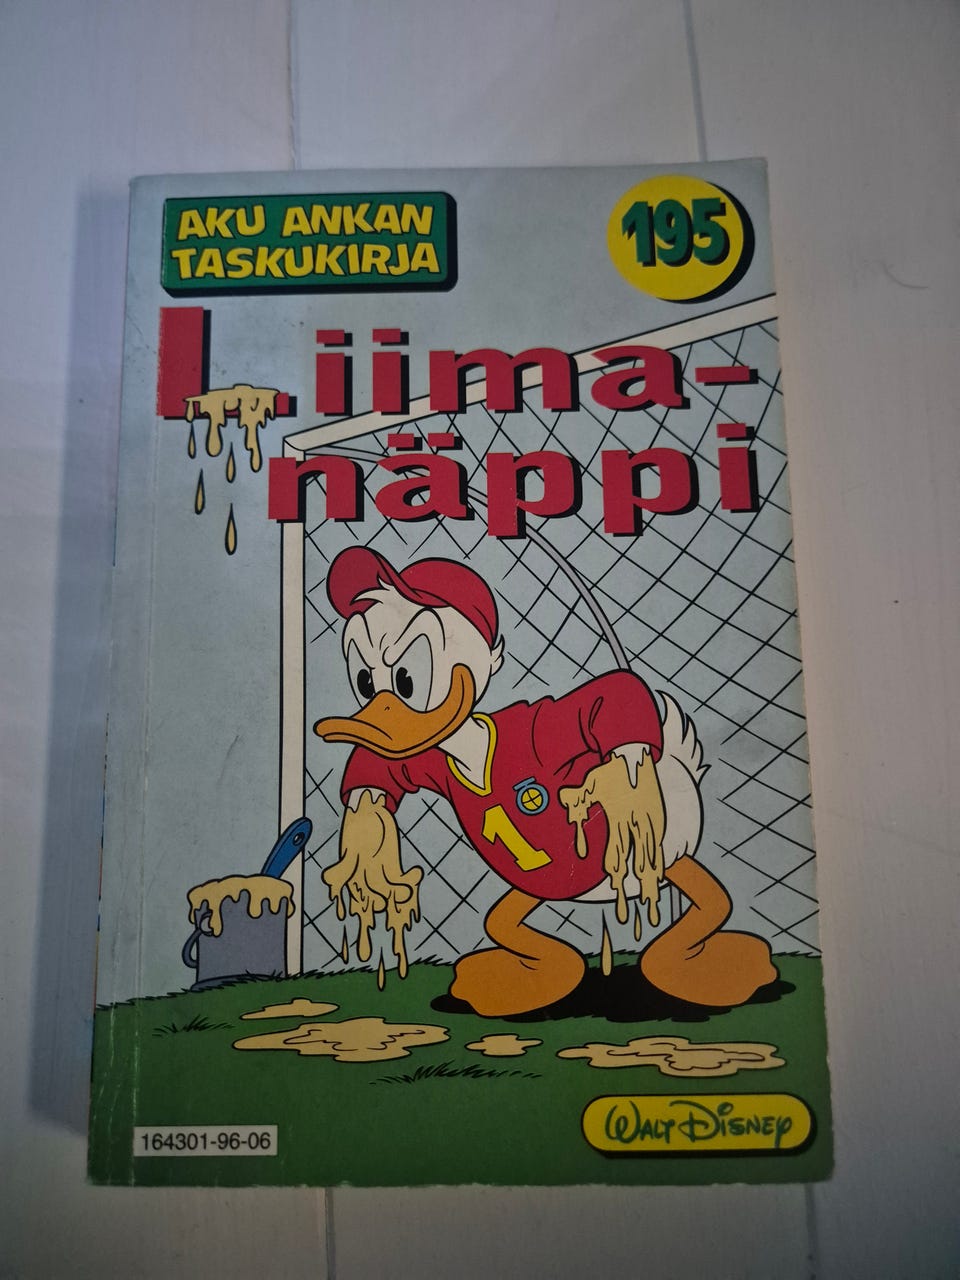 AKU ANKAN
TASKUKIRJA
195
Liima-
näppi
1
164301-96-06
WALT DISNEY